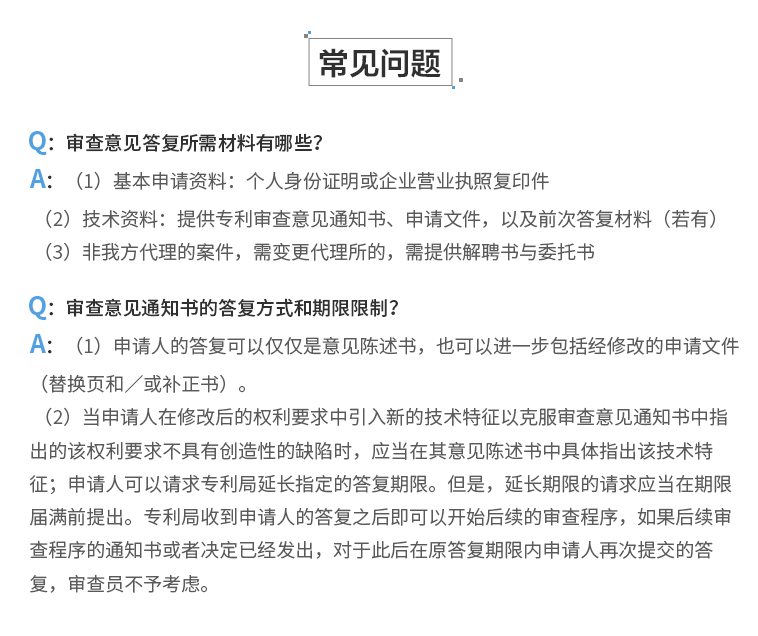 常见问题
Q：审查意见答复所需材料有哪些？
A：（1）基本申请资料：个人身份证明或企业营业执照复印件
（2）技术资料：提供专利审查意见通知书、申请文件，以及前次答复材料（若有）
（3）非我方代理的案件，需变更代理所的，需提供解聘书与委托书
Q：审查意见通知书的答复方式和期限限制？
A：（1）申请人的答复可以仅仅是意见陈述书，也可以进一步包括经修改的申请文件
（替换页和／或补正书）。
（2）当申请人在修改后的权利要求中引入新的技术特征以克服审查意见通知书中指
出的该权利要求不具有创造性的缺陷时，应当在其意见陈述书中具体指出该技术特
征；申请人可以请求专利局延长指定的答复期限。但是，延长期限的请求应当在期限
届满前提出。专利局收到申请人的答复之后即可以开始后续的审查程序，如果后续审
查程序的通知书或者决定已经发出，对于此后在原答复期限内申请人再次提交的答
复，审查员不予考虑。